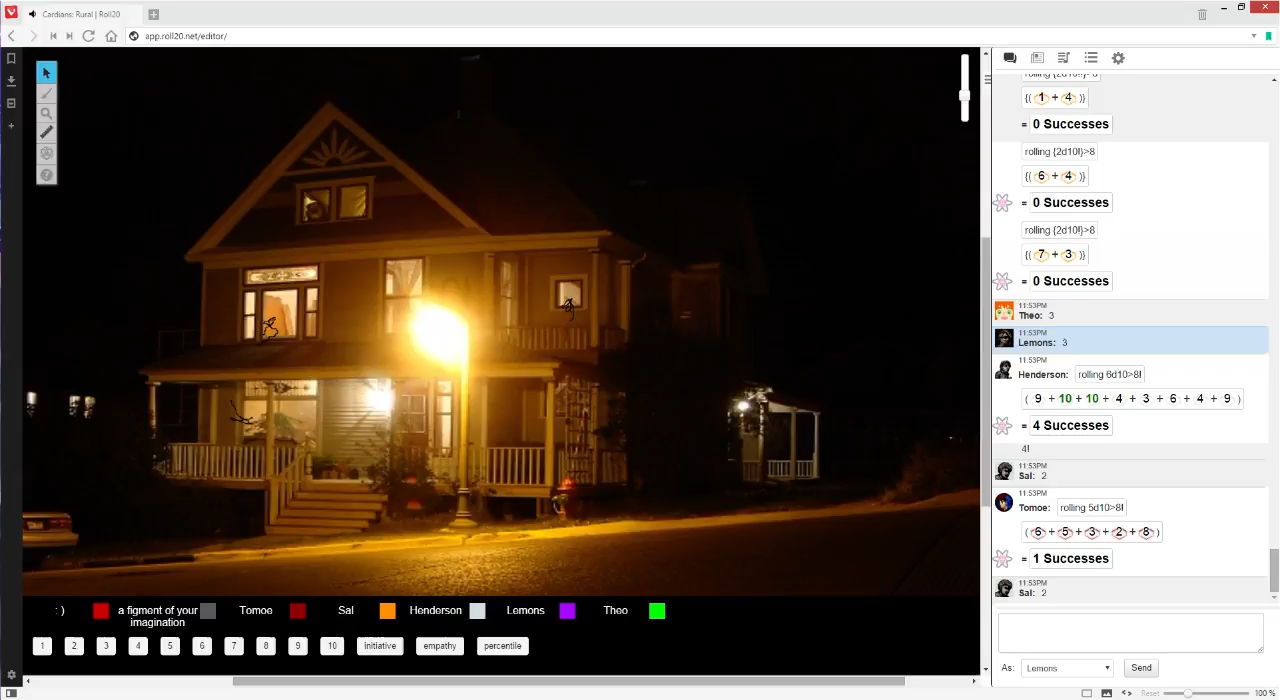 Cardians: Rural | Roll20
app.roll20.net/editor/
{( 1 + 4 )}
= 0 Successes
rolling {2d10!}>8
{( 6 + 4 )}
= 0 Successes
rolling {2d10!}>8
{( 7 + 3 )}
= 0 Successes
11:53PM
Theo: 3
11:53PM
Lemons: 3
11:53PM
Henderson: rolling 6d10>8!
( 9 + 10 + 10 + 4 + 3 + 6 + 4 + 9 )
= 4 Successes
4!
11:53PM
Sal: 2
11:53PM
Tomoe: rolling 5d10>8!
( 6 + 5 + 3 + 2 + 8 )
= 1 Successes
11:53PM
Sal: 2
: )
a figment of your
imagination
Tomoe
Sal
Henderson
Lemons
Theo
1 2 3 4 5 6 7 8 9 10 initiative empathy percentile
As: Lemons Send
Reset 100 %